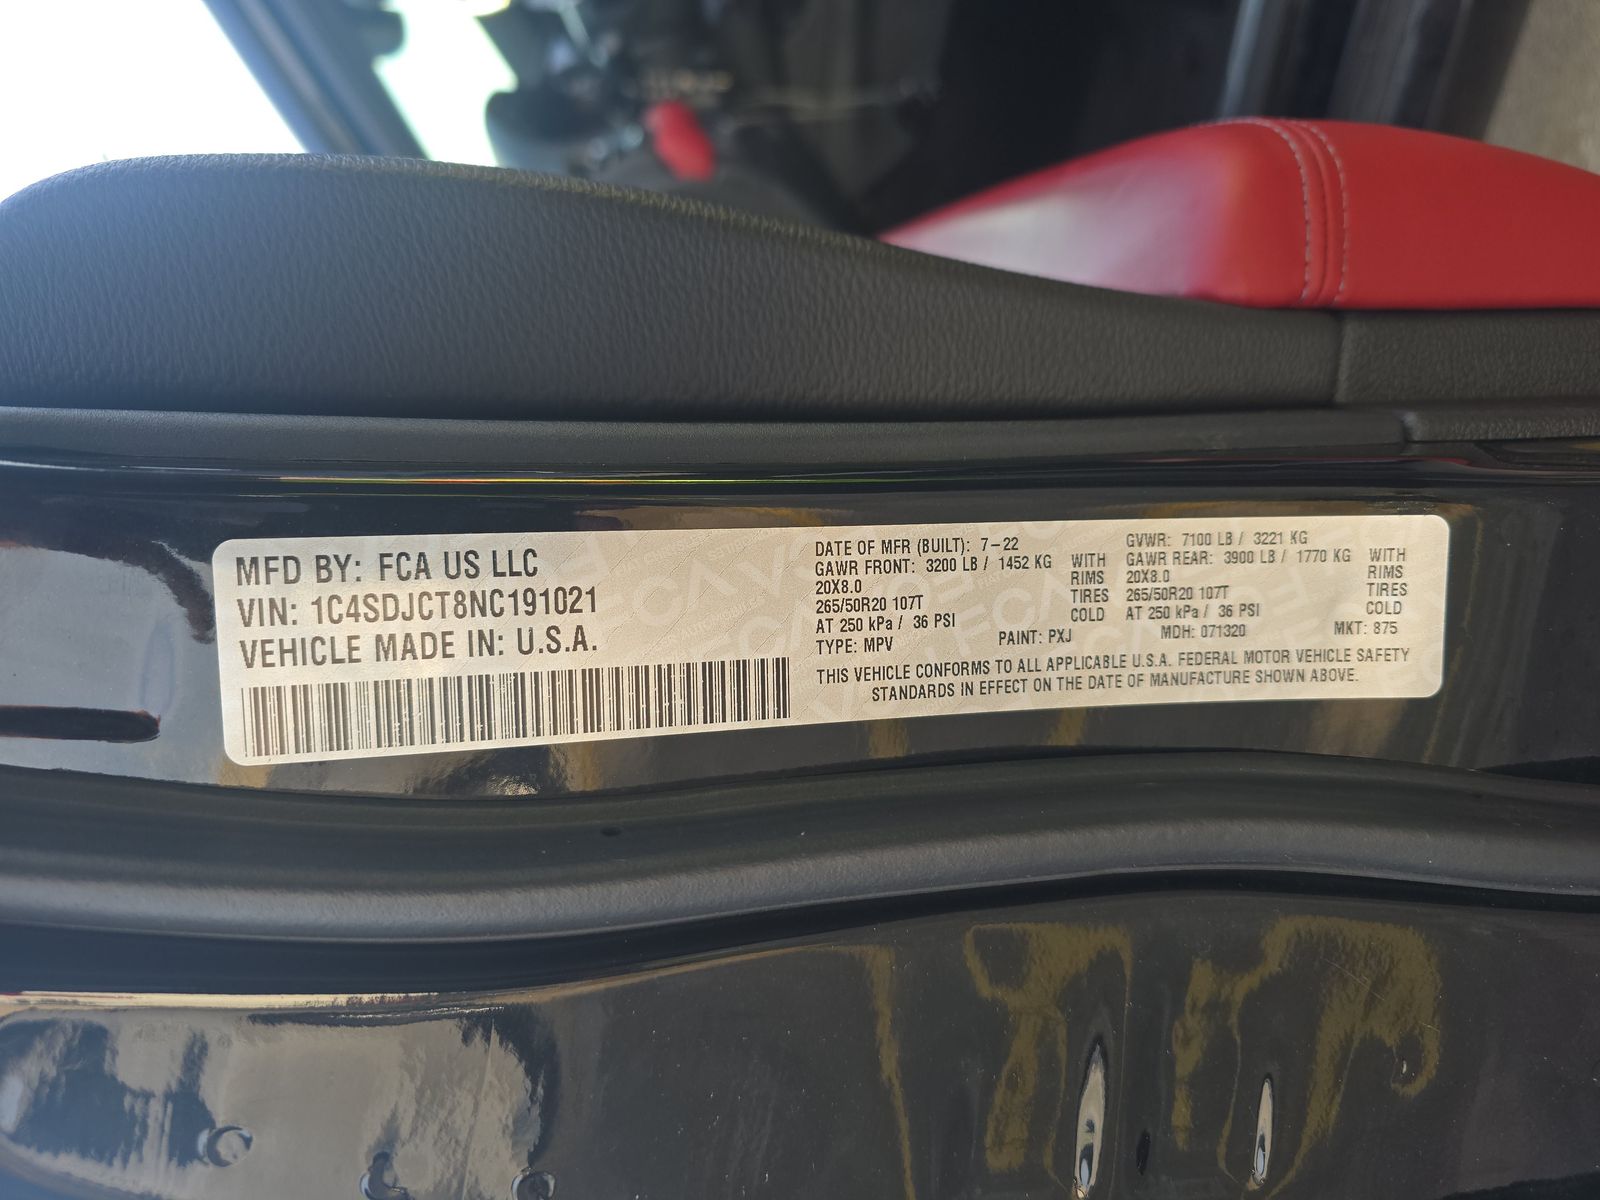 MFD BY: FCA US LLC
VIN: 1C4SDJCT8NC191021
VEHICLE MADE IN: U.S.A.
DATE OF MFR (BUILT): 7-22
GAWR FRONT: 3200 LB / 1452 KG WITH
20X8.0 RIMS
265/50R20 107T TIRES
AT 250 kPa / 36 PSI COLD
TYPE: MPV PAINT: PXJ
GVWR: 7100 LB / 3221 KG
GAWR REAR: 3900 LB / 1770 KG WITH
20X8.0 RIMS
265/50R20 107T TIRES
AT 250 kPa / 36 PSI COLD
MDH: 071320 MKT: 875
THIS VEHICLE CONFORMS TO ALL APPLICABLE U.S.A. FEDERAL MOTOR VEHICLE SAFETY
STANDARDS IN EFFECT ON THE DATE OF MANUFACTURE SHOWN ABOVE.